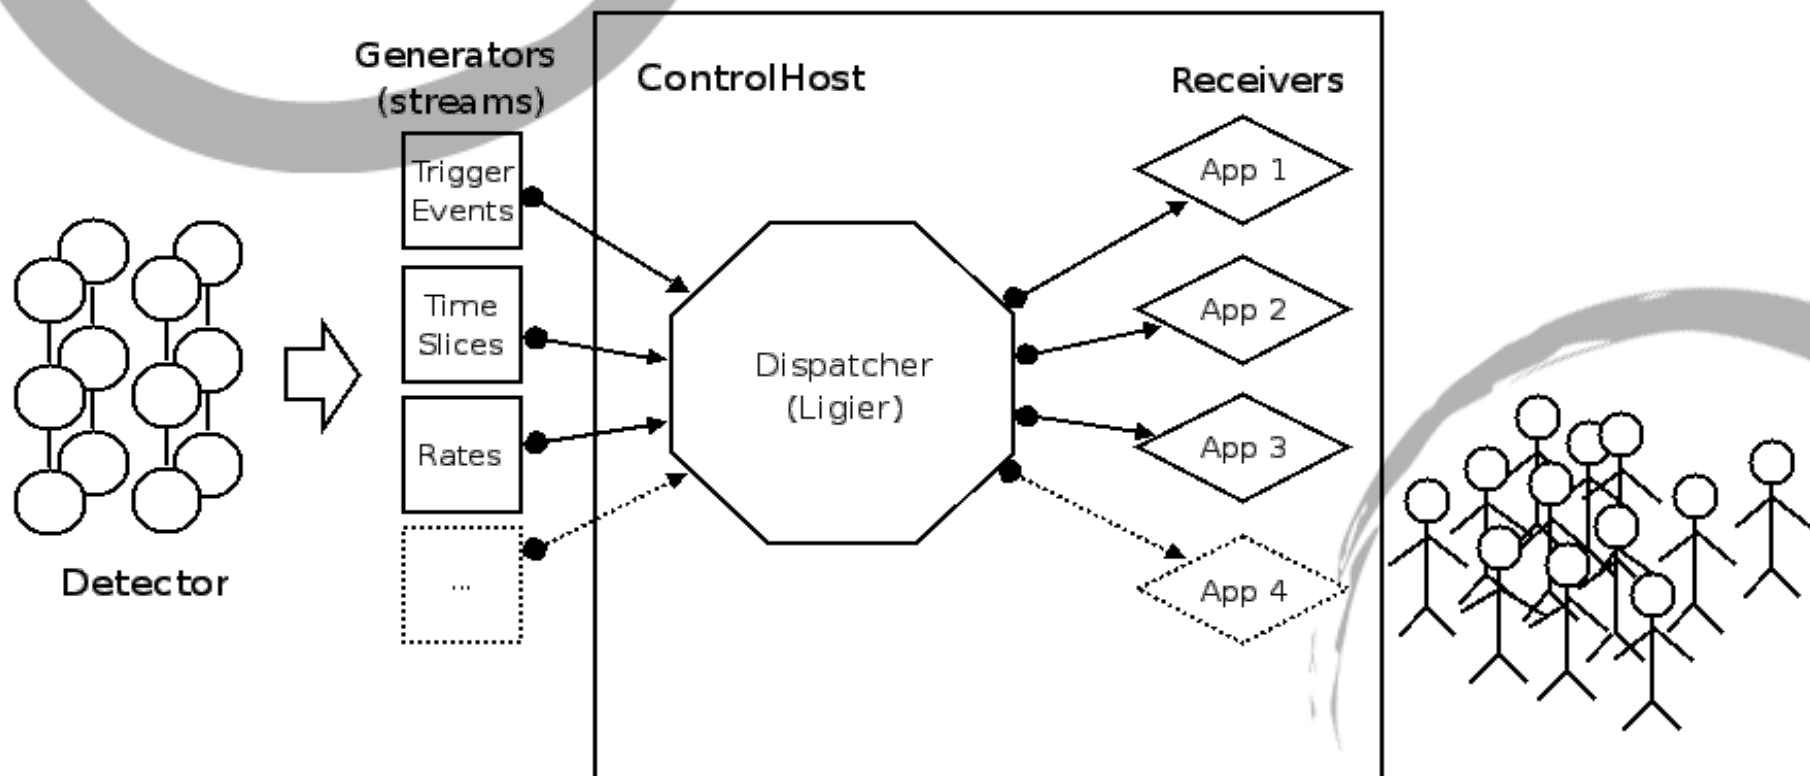 Generators
(streams)
ControlHost
Receivers
Trigger
Events
Time
Slices
Rates
...
Dispatcher
(Ligier)
App 1
App 2
App 3
App 4
Detector